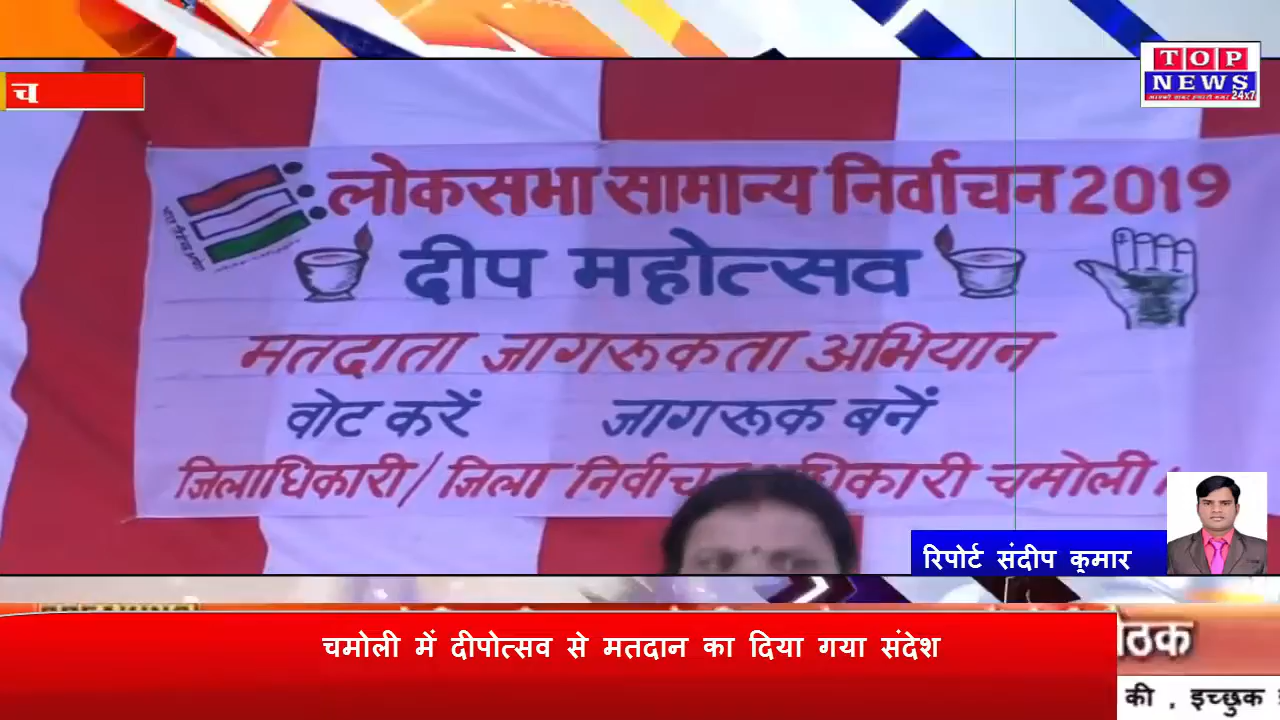 TOP
NEWS
24x7
च
लोकसभा सामान्य निर्वाचन 2019
दीप महोत्सव
मतदाता जागरूकता अभियान
वोट करें जागरूक बनें
जिलाधिकारी/जिला निर्वाच धिकारी चमोली
रिपोर्ट संदीप कुमार
चमोली में दीपोत्सव से मतदान का दिया गया संदेश
की , इच्छुक